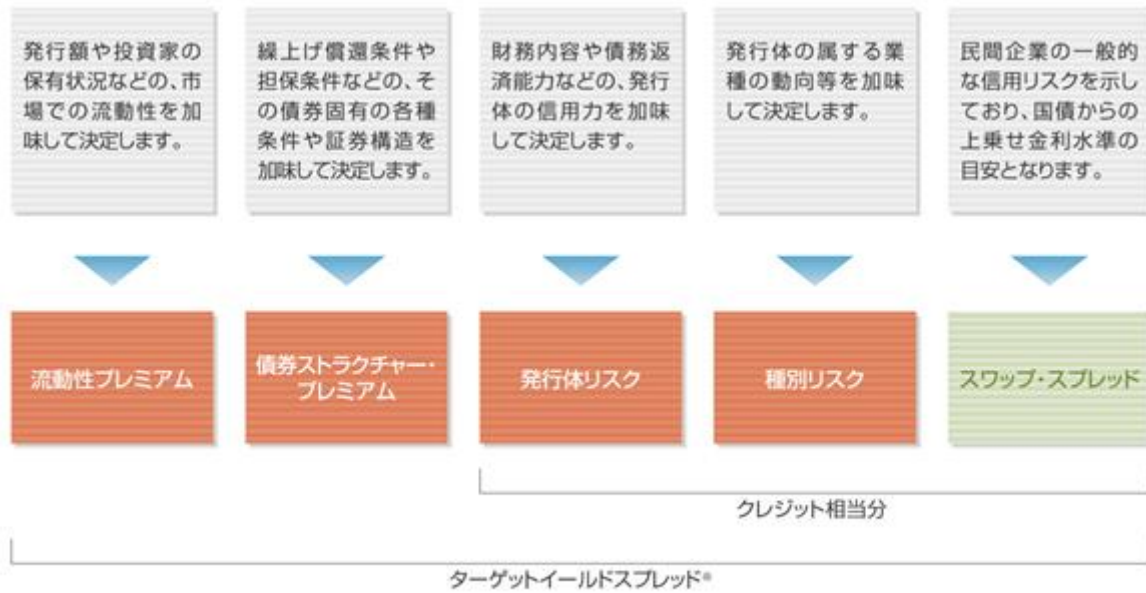 発行額や投資家の
保有状況などの、市
場での流動性を加
味して決定します。
繰上げ償還条件や
担保条件などの、そ
の債券固有の各種
条件や証券構造を
加味して決定します。
財務内容や債務返
済能力などの、発行
体の信用力を加味
して決定します。
発行体の属する業
種の動向等を加味
して決定します。
民間企業の一般的
な信用リスクを示し
ており、国債からの
上乗せ金利水準の
目安となります。
流動性プレミアム
債券ストラクチャー・
プレミアム
発行体リスク
種別リスク
スワップ・スプレッド
クレジット相当分
ターゲットイールドスプレッド®